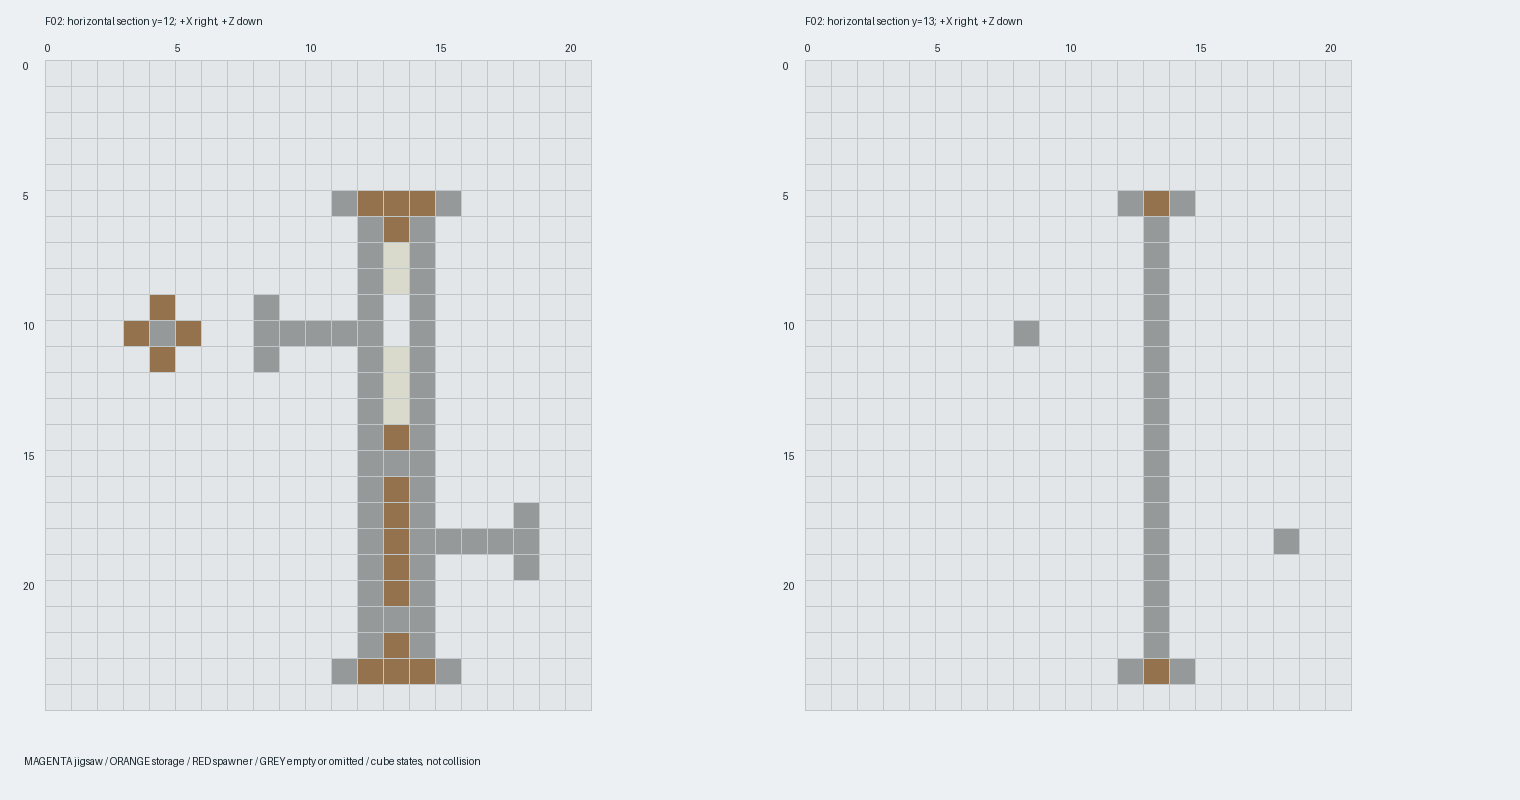 F02: horizontal section y=12; +X right, +Z down
F02: horizontal section y=13; +X right, +Z down
0 5 10 15 20
0 5 10 15 20
0 0
5 5
10 10
15 15
20 20
MAGENTA jigsaw / ORANGE storage / RED spawner / GREY empty or omitted / cube states, not collision